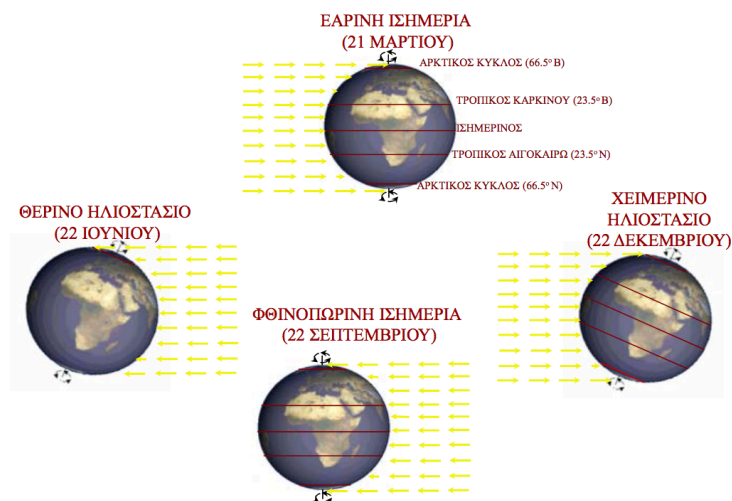 ΕΑΡΙΝΗ ΙΣΗΜΕΡΙΑ
(21 ΜΑΡΤΙΟΥ)
ΑΡΚΤΙΚΟΣ ΚΥΚΛΟΣ (66.5° Β)
ΤΡΟΠΙΚΟΣ ΚΑΡΚΙΝΟΥ (23.5° Β)
ΙΣΗΜΕΡΙΝΟΣ
ΤΡΟΠΙΚΟΣ ΑΙΓΟΚΑΙΡΩ (23.5° Ν)
ΑΡΚΤΙΚΟΣ ΚΥΚΛΟΣ (66.5° Ν)
ΘΕΡΙΝΟ ΗΛΙΟΣΤΑΣΙΟ
(22 ΙΟΥΝΙΟΥ)
ΧΕΙΜΕΡΙΝΟ
ΗΛΙΟΣΤΑΣΙΟ
(22 ΔΕΚΕΜΒΡΙΟΥ)
ΦΘΙΝΟΠΩΡΙΝΗ ΙΣΗΜΕΡΙΑ
(22 ΣΕΠΤΕΜΒΡΙΟΥ)